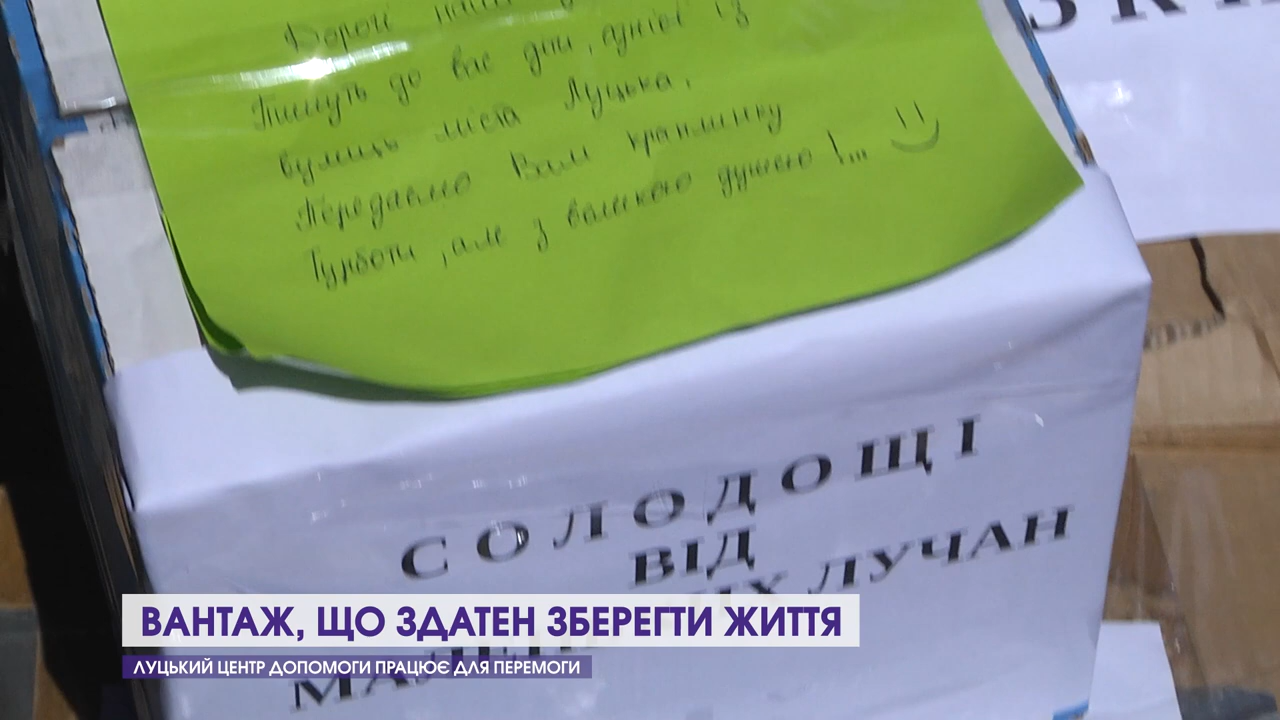 Дорогі наші
Пишуть до вас діти, однієї із
вулиць міста Луцька.
Передаємо Вам краплинку
Турботи, але з великою душею!...
СОЛОДОЩІ
ВІД
ЛУЧАН
ВАНТАЖ, ЩО ЗДАТЕН ЗБЕРЕГТИ ЖИТТЯ
ЛУЦЬКИЙ ЦЕНТР ДОПОМОГИ ПРАЦЮЄ ДЛЯ ПЕРЕМОГИ